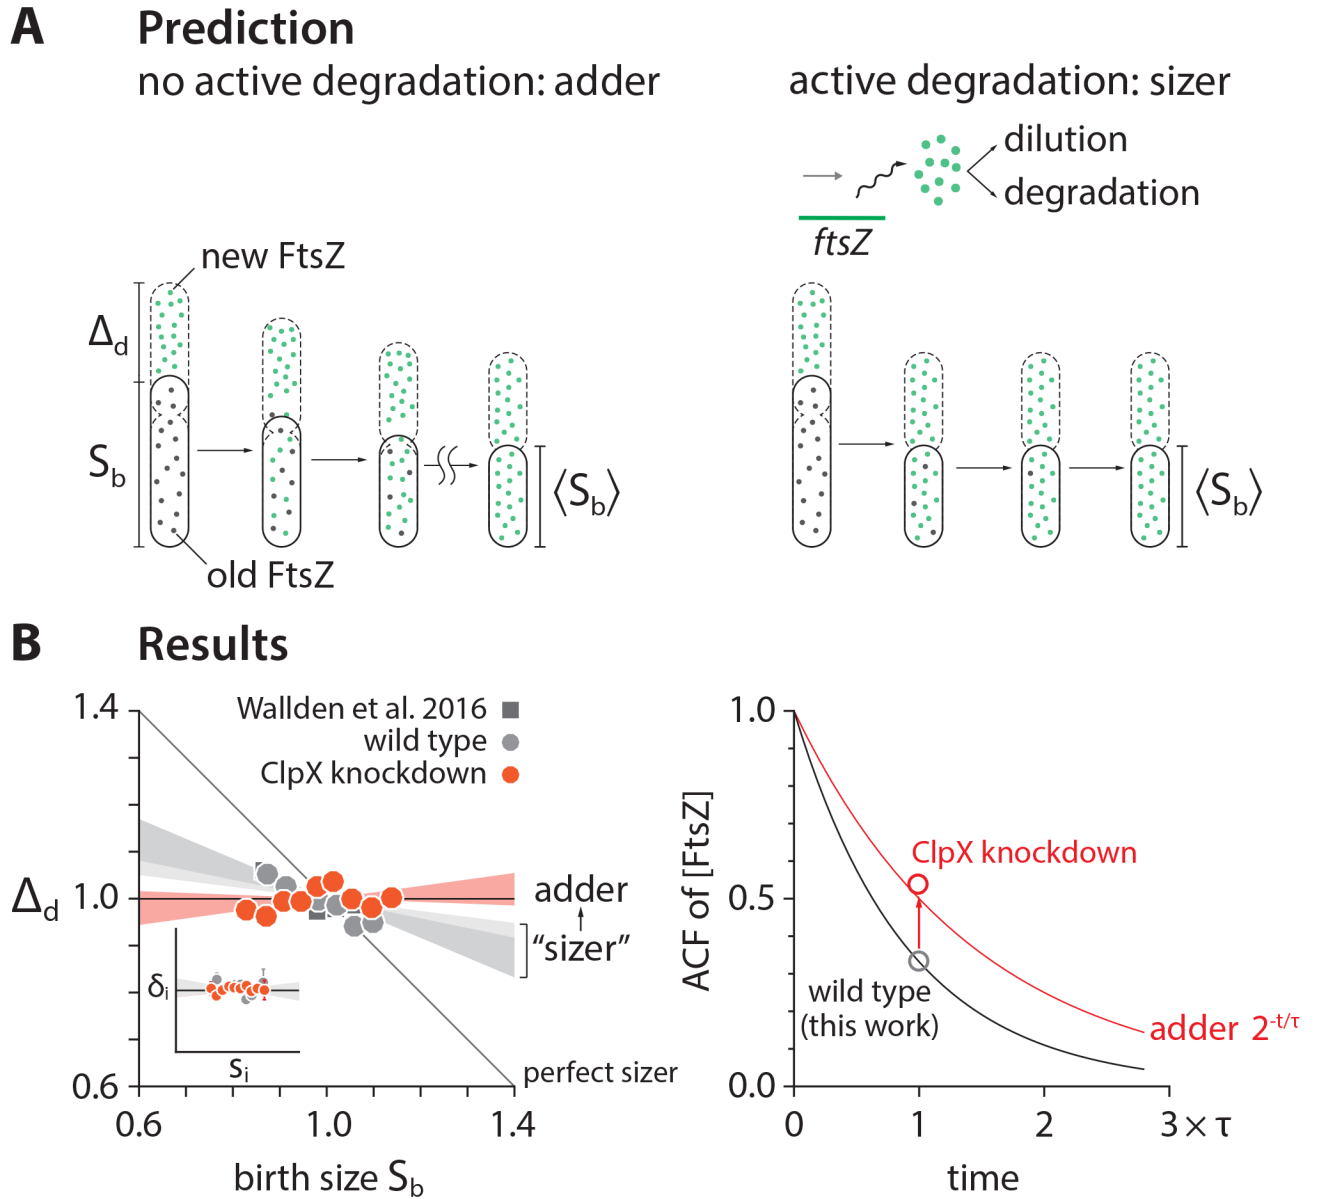 A Prediction
no active degradation: adder
active degradation: sizer
dilution
degradation
ftsZ
new FtsZ
Δd
Sb
⟨Sb⟩
old FtsZ
⟨Sb⟩
B Results
1.4
1.0
0.6
Δd
Wallden et al. 2016
wild type
ClpX knockdown
adder
“sizer”
δi
si
perfect sizer
0.6 1.0 1.4
birth size Sb
1.0
0.5
0.0
ACF of [FtsZ]
ClpX knockdown
wild type
(this work)
adder 2-t/τ
0 1 2 3 × τ
time